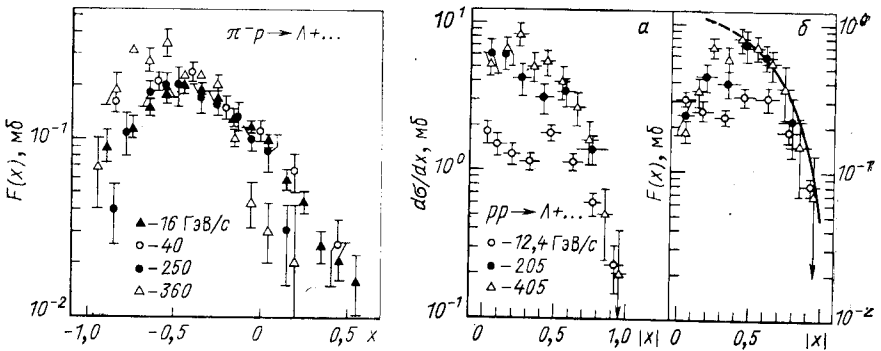 π⁻p → Λ+...
F(x), мб
10⁻¹
10⁻²
▲ -16 ГэВ/с
○ -40
● -250
△ -360
-1,0 -0,5 0 0,5 x
а
dσ/dx, мб
10¹
10⁰
10⁻¹
pp → Λ+...
○ -12,4 ГэВ/с
● -205
△ -405
0 0,5 1,0 |x|
б
F(x), мб
10⁰
10⁻¹
10⁻²
0 0,5 |x|